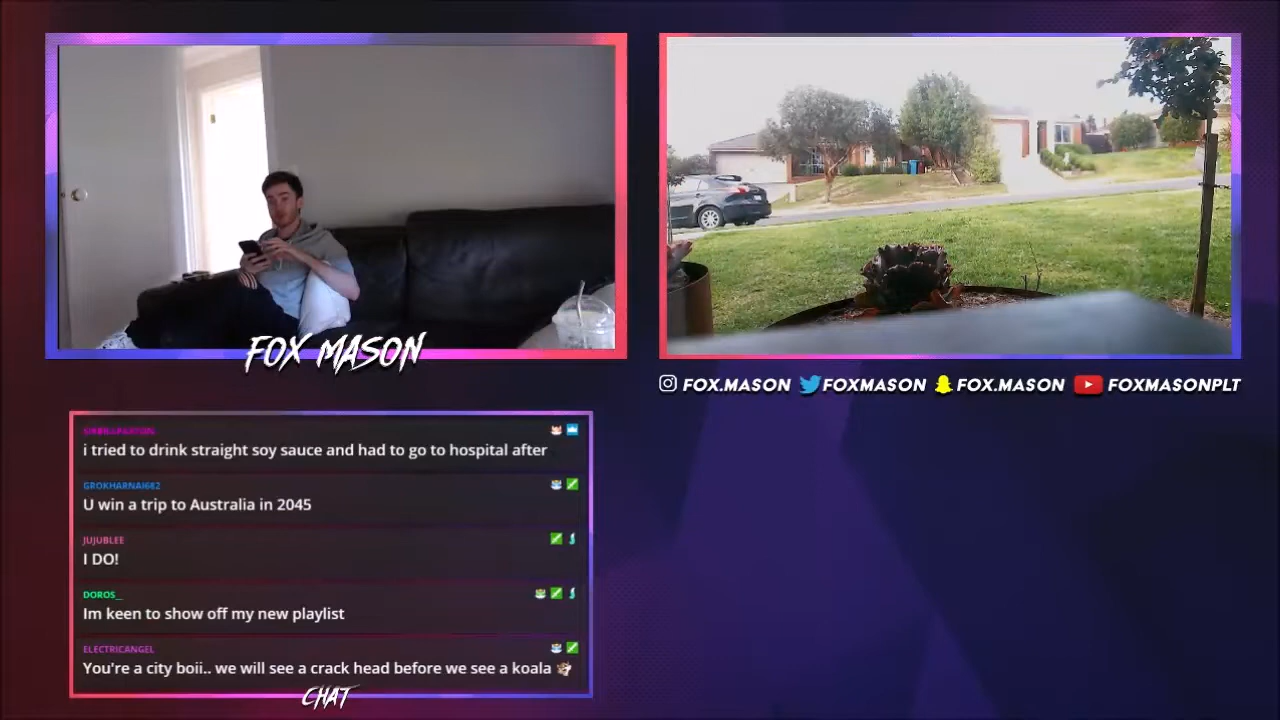 FOX MASON
FOX.MASON FOXMASON FOX.MASON FOXMASONPLT
i tried to drink straight soy sauce and had to go to hospital after
GROKHARNAI682
U win a trip to Australia in 2045
JUJUBLEE
I DO!
DOROS_
Im keen to show off my new playlist
ELECTRICANGEL
You're a city boii.. we will see a crack head before we see a koala
CHAT